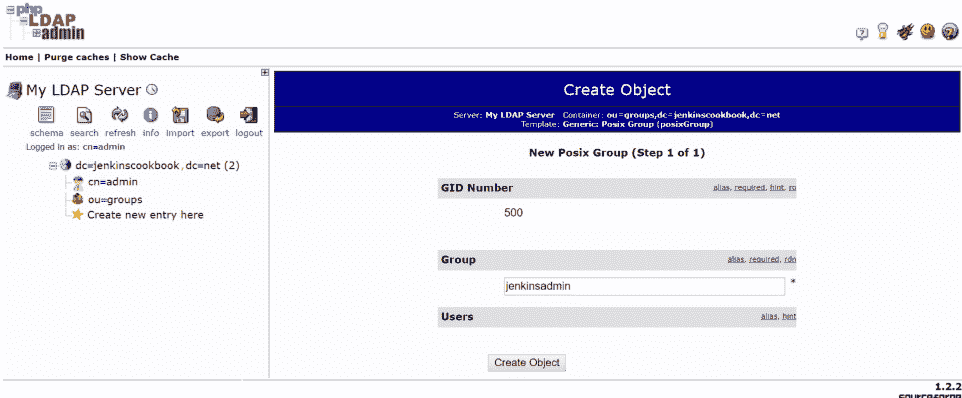 php
LDAP
admin
Home | Purge caches | Show Cache
My LDAP Server
schema search refresh info import export logout
Logged in as: cn=admin
dc=jenkinscookbook,dc=net (2)
cn=admin
ou=groups
Create new entry here
Create Object
Server: My LDAP Server Container: ou=groups,dc=jenkinscookbook,dc=net
Template: Generic: Posix Group (posixGroup)
New Posix Group (Step 1 of 1)
GID Number alias, required, hint, ro
500
Group alias, required, rdn
jenkinsadmin *
Users alias, hint
Create Object
1.2.2
sourceforge